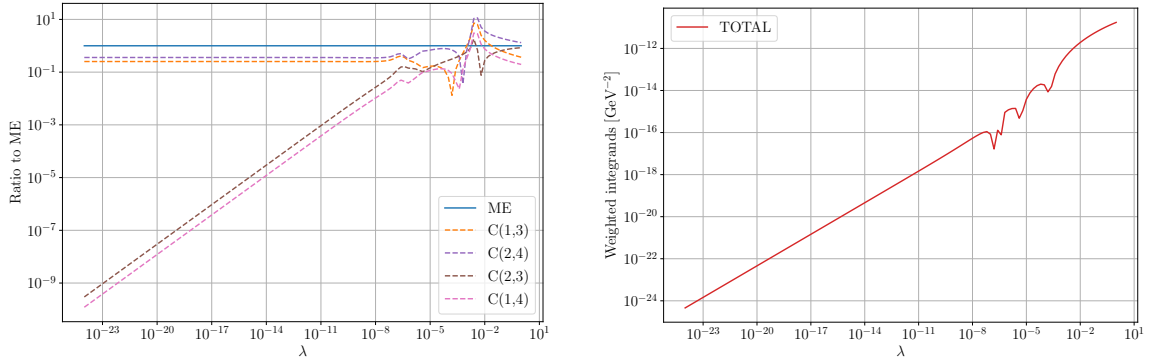 Ratio to ME
10^1
10^{-1}
10^{-3}
10^{-5}
10^{-7}
10^{-9}
ME
C(1,3)
C(2,4)
C(2,3)
C(1,4)
10^{-23} 10^{-20} 10^{-17} 10^{-14} 10^{-11} 10^{-8} 10^{-5} 10^{-2} 10^1
λ
Weighted integrands [GeV^{-2}]
TOTAL
10^{-12}
10^{-14}
10^{-16}
10^{-18}
10^{-20}
10^{-22}
10^{-24}
10^{-23} 10^{-20} 10^{-17} 10^{-14} 10^{-11} 10^{-8} 10^{-5} 10^{-2} 10^1
λ